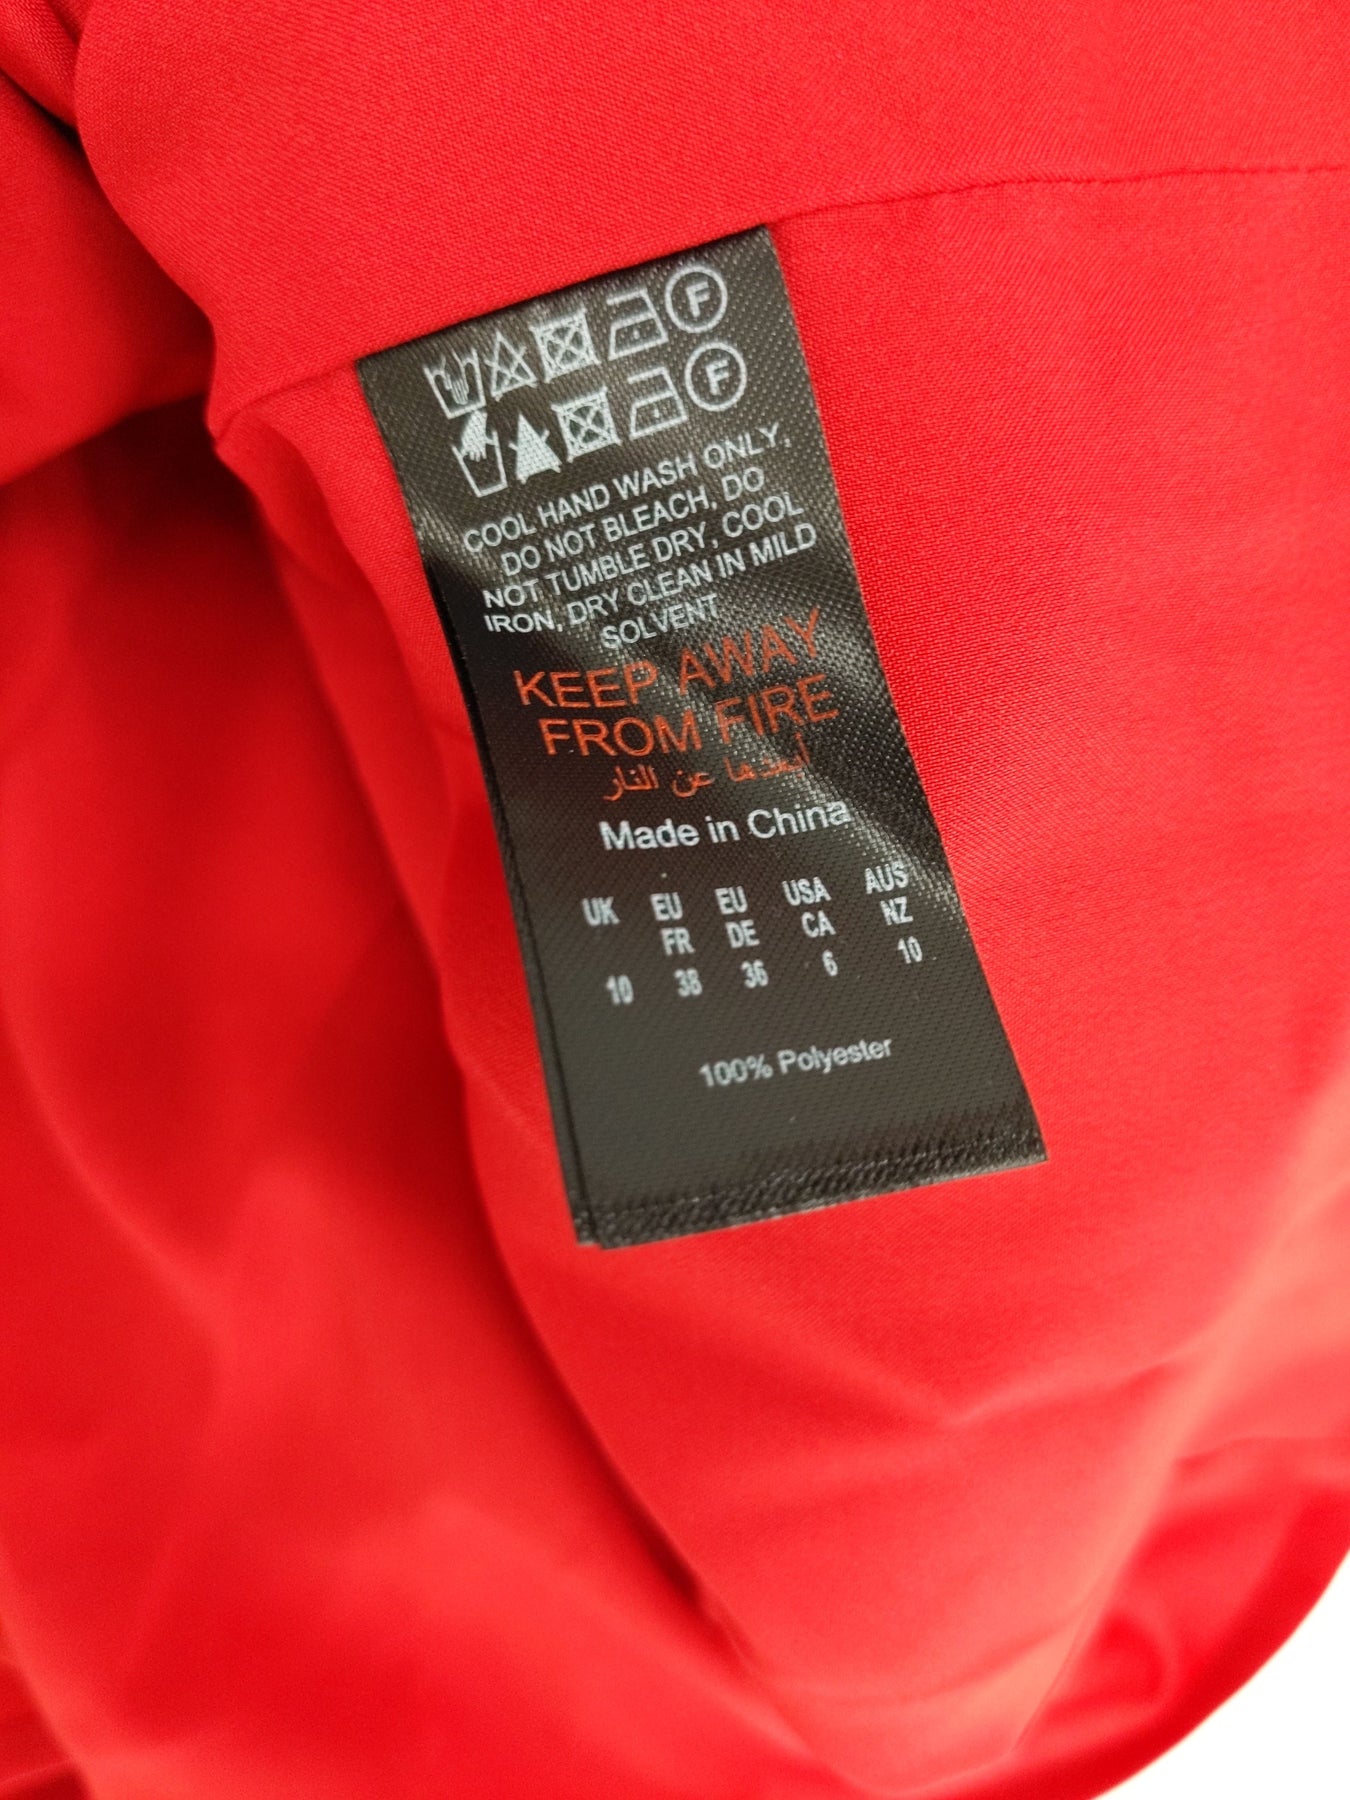 F
F
COOL HAND WASH ONLY,
DO NOT BLEACH, DO
NOT TUMBLE DRY, COOL
IRON, DRY CLEAN IN MILD
SOLVENT
KEEP AWAY
FROM FIRE
أبعدها عن النار
Made in China
UK EU EU USA AUS
FR DE CA NZ
10 38 36 6 10
100% Polyester